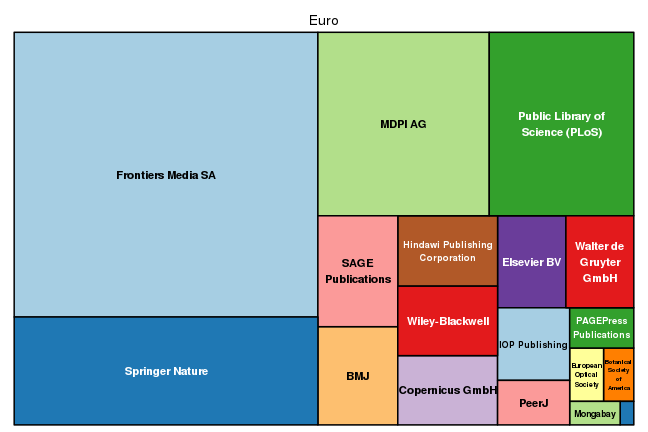 Euro
Frontiers Media SA
MDPI AG
Public Library of
Science (PLoS)
SAGE
Publications
Hindawi Publishing
Corporation
Elsevier BV
Walter de
Gruyter
GmbH
Springer Nature
BMJ
Wiley-Blackwell
Copernicus GmbH
IOP Publishing
PeerJ
PAGEPress
Publications
European
Optical
Society
Botanical
Society
of
America
Mongabay